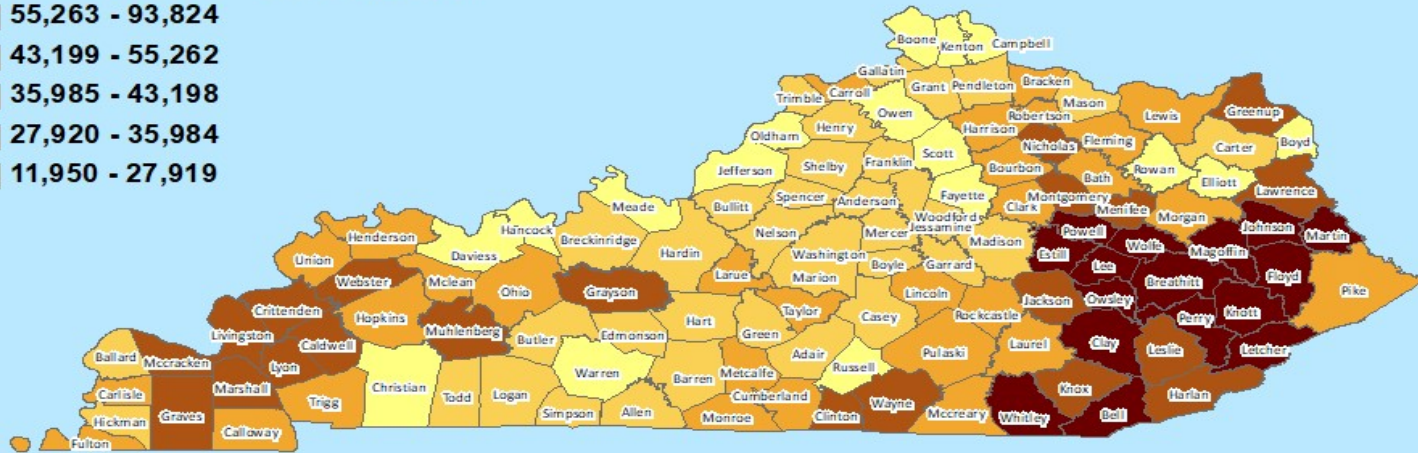 55,263 - 93,824
43,199 - 55,262
35,985 - 43,198
27,920 - 35,984
11,950 - 27,919
Boone Kenton Campbell
Gallatin
Trimble Carroll Grant Pendleton Bracken
Mason
Owen Robertson Lewis Greenup
Oldham Henry Harrison
Nicholas Fleming Carter Boyd
Scott
Jefferson Shelby Franklin Bourbon Rowan
Bath Elliott
Lawrence
Meade Bullitt Spencer Anderson Fayette Clark Montgomery
Menifee Morgan
Woodford
Jessamine
Hancock Breckinridge Nelson Mercer Madison Powell Johnson Martin
Henderson Daviess Hardin Washington Estill Wolfe Magoffin
Union Boyle Garrard Lee Floyd
Webster Mclean Ohio Grayson Larue Marion Breathitt Pike
Lincoln Jackson Owsley
Crittenden Hopkins Taylor Rockcastle Perry Knott
Livingston Muhlenberg Butler Edmonson Hart Green Casey
Caldwell Laurel Clay Leslie Letcher
Ballard Mccracken Lyon Adair Pulaski
Warren Barren Metcalfe Russell
Carlisle Marshall Christian Todd Logan Cumberland Wayne Knox Harlan
Graves Trigg
Hickman Simpson Allen Monroe Clinton Mccreary Whitley Bell
Fulton Calloway